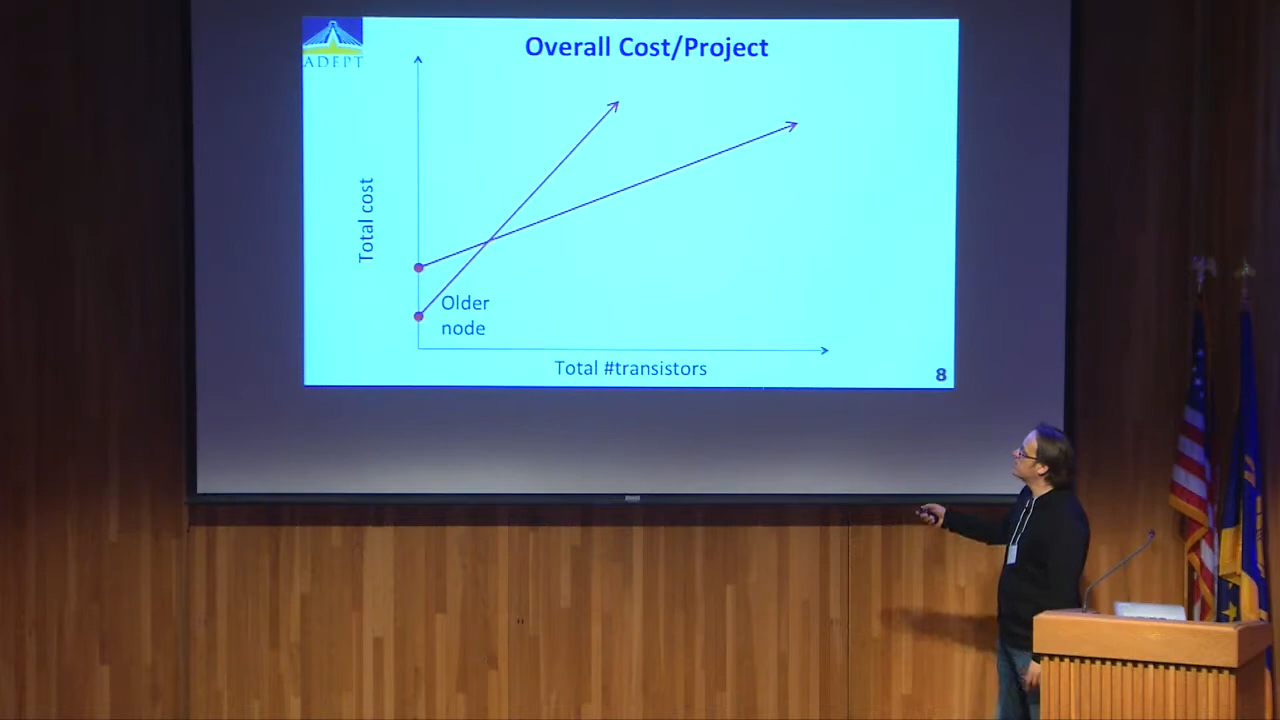 ADEPT
Overall Cost/Project
Total cost
Older
node
Total #transistors
8